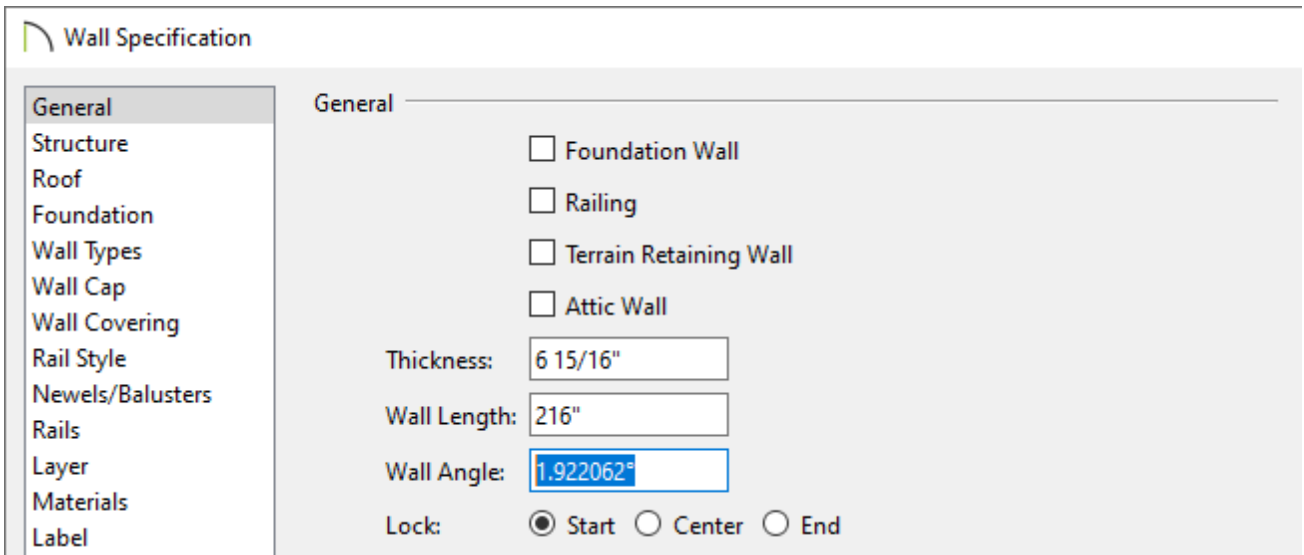 Wall Specification
General
Structure
Roof
Foundation
Wall Types
Wall Cap
Wall Covering
Rail Style
Newels/Balusters
Rails
Layer
Materials
Label
General
Foundation Wall
Railing
Terrain Retaining Wall
Attic Wall
Thickness: 6 15/16"
Wall Length: 216"
Wall Angle: 1.922062°
Lock: Start Center End